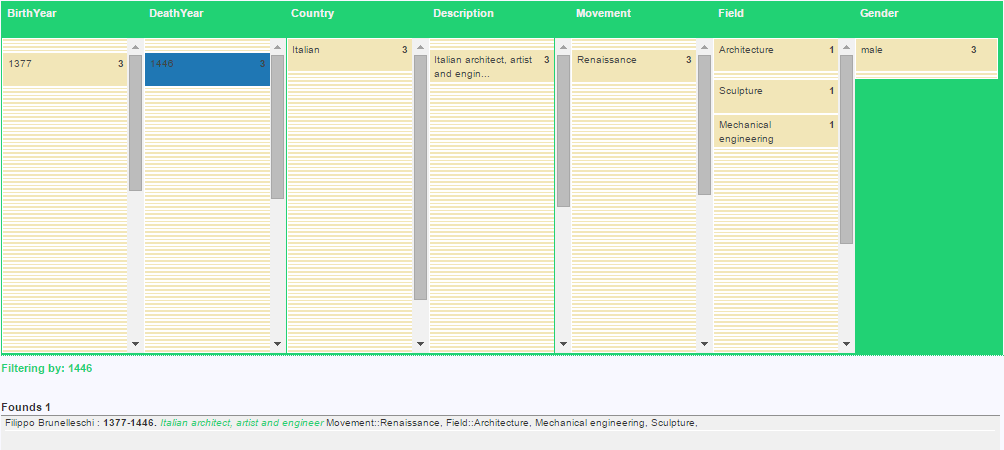 BirthYear DeathYear Country Description Movement Field Gender
1377 3
1446 3
Italian 3
Italian architect, artist 3
and engin...
Renaissance 3
Architecture 1
Sculpture 1
Mechanical 1
engineering
male 3
Filtering by: 1446
Founds 1
Filippo Brunelleschi : 1377-1446. Italian architect, artist and engineer Movement::Renaissance, Field::Architecture, Mechanical engineering, Sculpture,